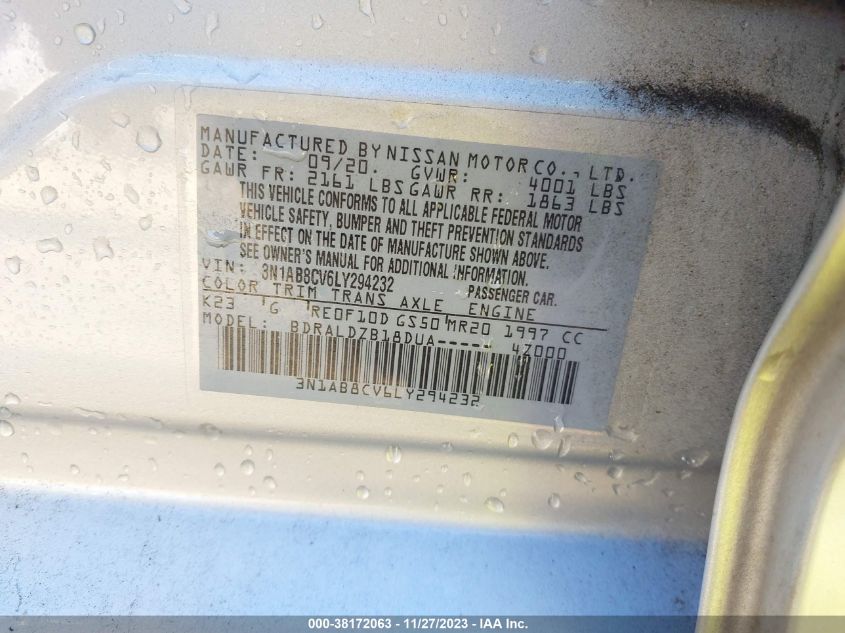 MANUFACTURED BY NISSAN MOTOR CO., LTD.
DATE: 09/20. GVWR: 4001 LBS
GAWR FR: 2161 LBS GAWR RR: 1863 LBS
THIS VEHICLE CONFORMS TO ALL APPLICABLE FEDERAL MOTOR
VEHICLE SAFETY, BUMPER AND THEFT PREVENTION STANDARDS
IN EFFECT ON THE DATE OF MANUFACTURE SHOWN ABOVE.
SEE OWNER'S MANUAL FOR ADDITIONAL INFORMATION.
VIN: 3N1AB8CV6LY294232 PASSENGER CAR.
COLOR TRIM TRANS AXLE ENGINE
K23 G RE0F10D GS50 MR20 1997 CC
MODEL: BDRALDZB18DUA----- 4Z000
3N1AB8CV6LY294232
000-38172063 - 11/27/2023 - IAA Inc.